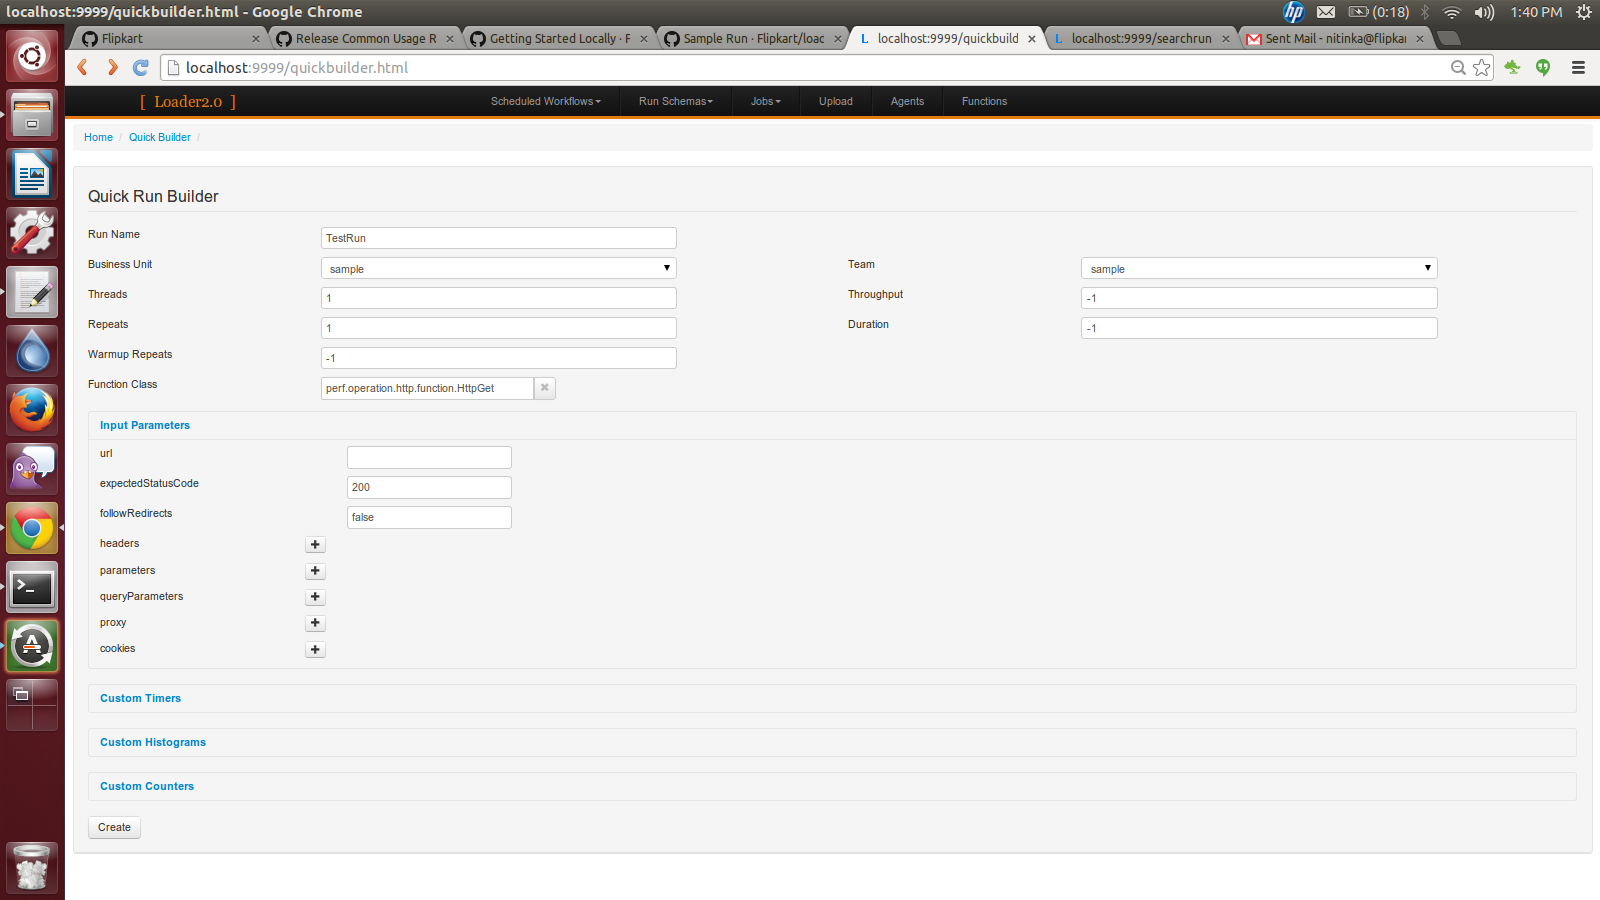 localhost:9999/quickbuilder.html - Google Chrome
hp (0:18) 1:40 PM
Flipkart
Release Common Usage R
Getting Started Locally · F
Sample Run · Flipkart/load
L localhost:9999/quickbuild
L localhost:9999/searchrun
Sent Mail - nitinka@flipkar
localhost:9999/quickbuilder.html
[ Loader2.0 ]
Scheduled Workflows
Run Schemas
Jobs
Upload
Agents
Functions
Home / Quick Builder /
Quick Run Builder
Run Name TestRun
Business Unit sample Team sample
Threads 1 Throughput -1
Repeats 1 Duration -1
Warmup Repeats -1
Function Class perf.operation.http.function.HttpGet
Input Parameters
url
expectedStatusCode 200
followRedirects false
headers
parameters
queryParameters
proxy
cookies
Custom Timers
Custom Histograms
Custom Counters
Create